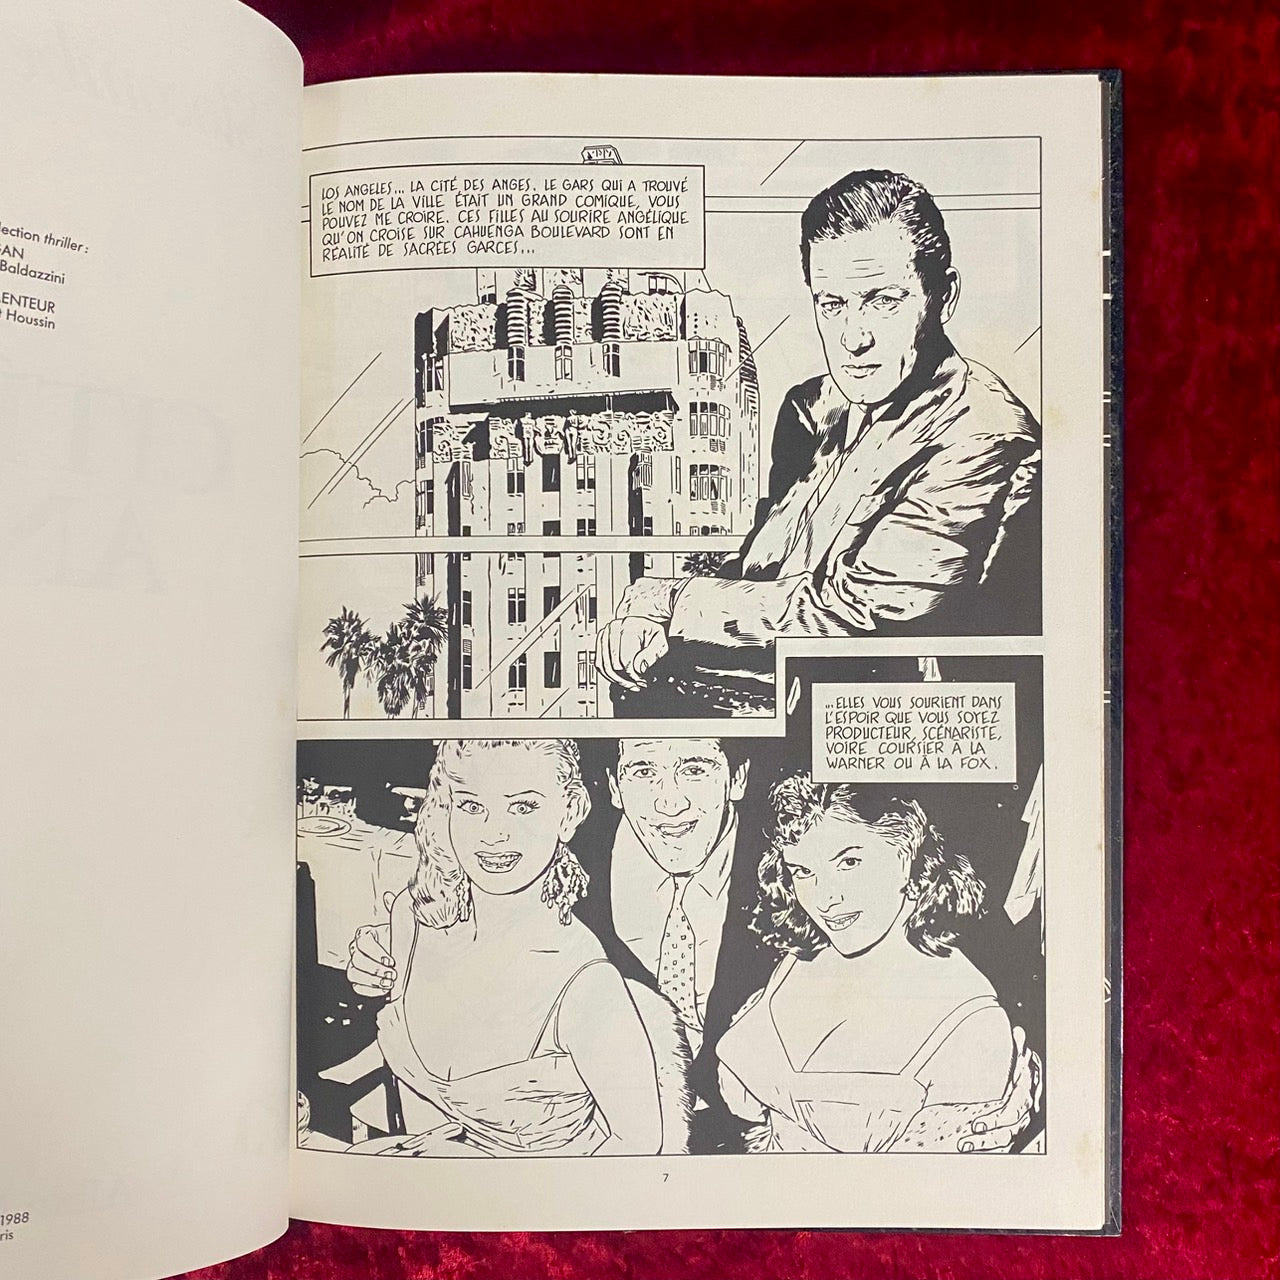 lection thriller :
GAN
Baldazzini
ENTEUR
t Houssin
1988
ris
LOS ANGELES... LA CITÉ DES ANGES. LE GARS QUI A TROUVÉ
LE NOM DE LA VILLE ÉTAIT UN GRAND COMIQUE, VOUS
POUVEZ ME CROIRE. CES FILLES AU SOURIRE ANGÉLIQUE
QU'ON CROISE SUR CAHUENGA BOULEVARD SONT EN
RÉALITÉ DE SACRÉES GARCES...
...ELLES VOUS SOURIENT DANS
L'ESPOIR QUE VOUS SOYEZ
PRODUCTEUR, SCÉNARISTE,
VOIRE COURSIER À LA
WARNER OU À LA FOX.
1
7